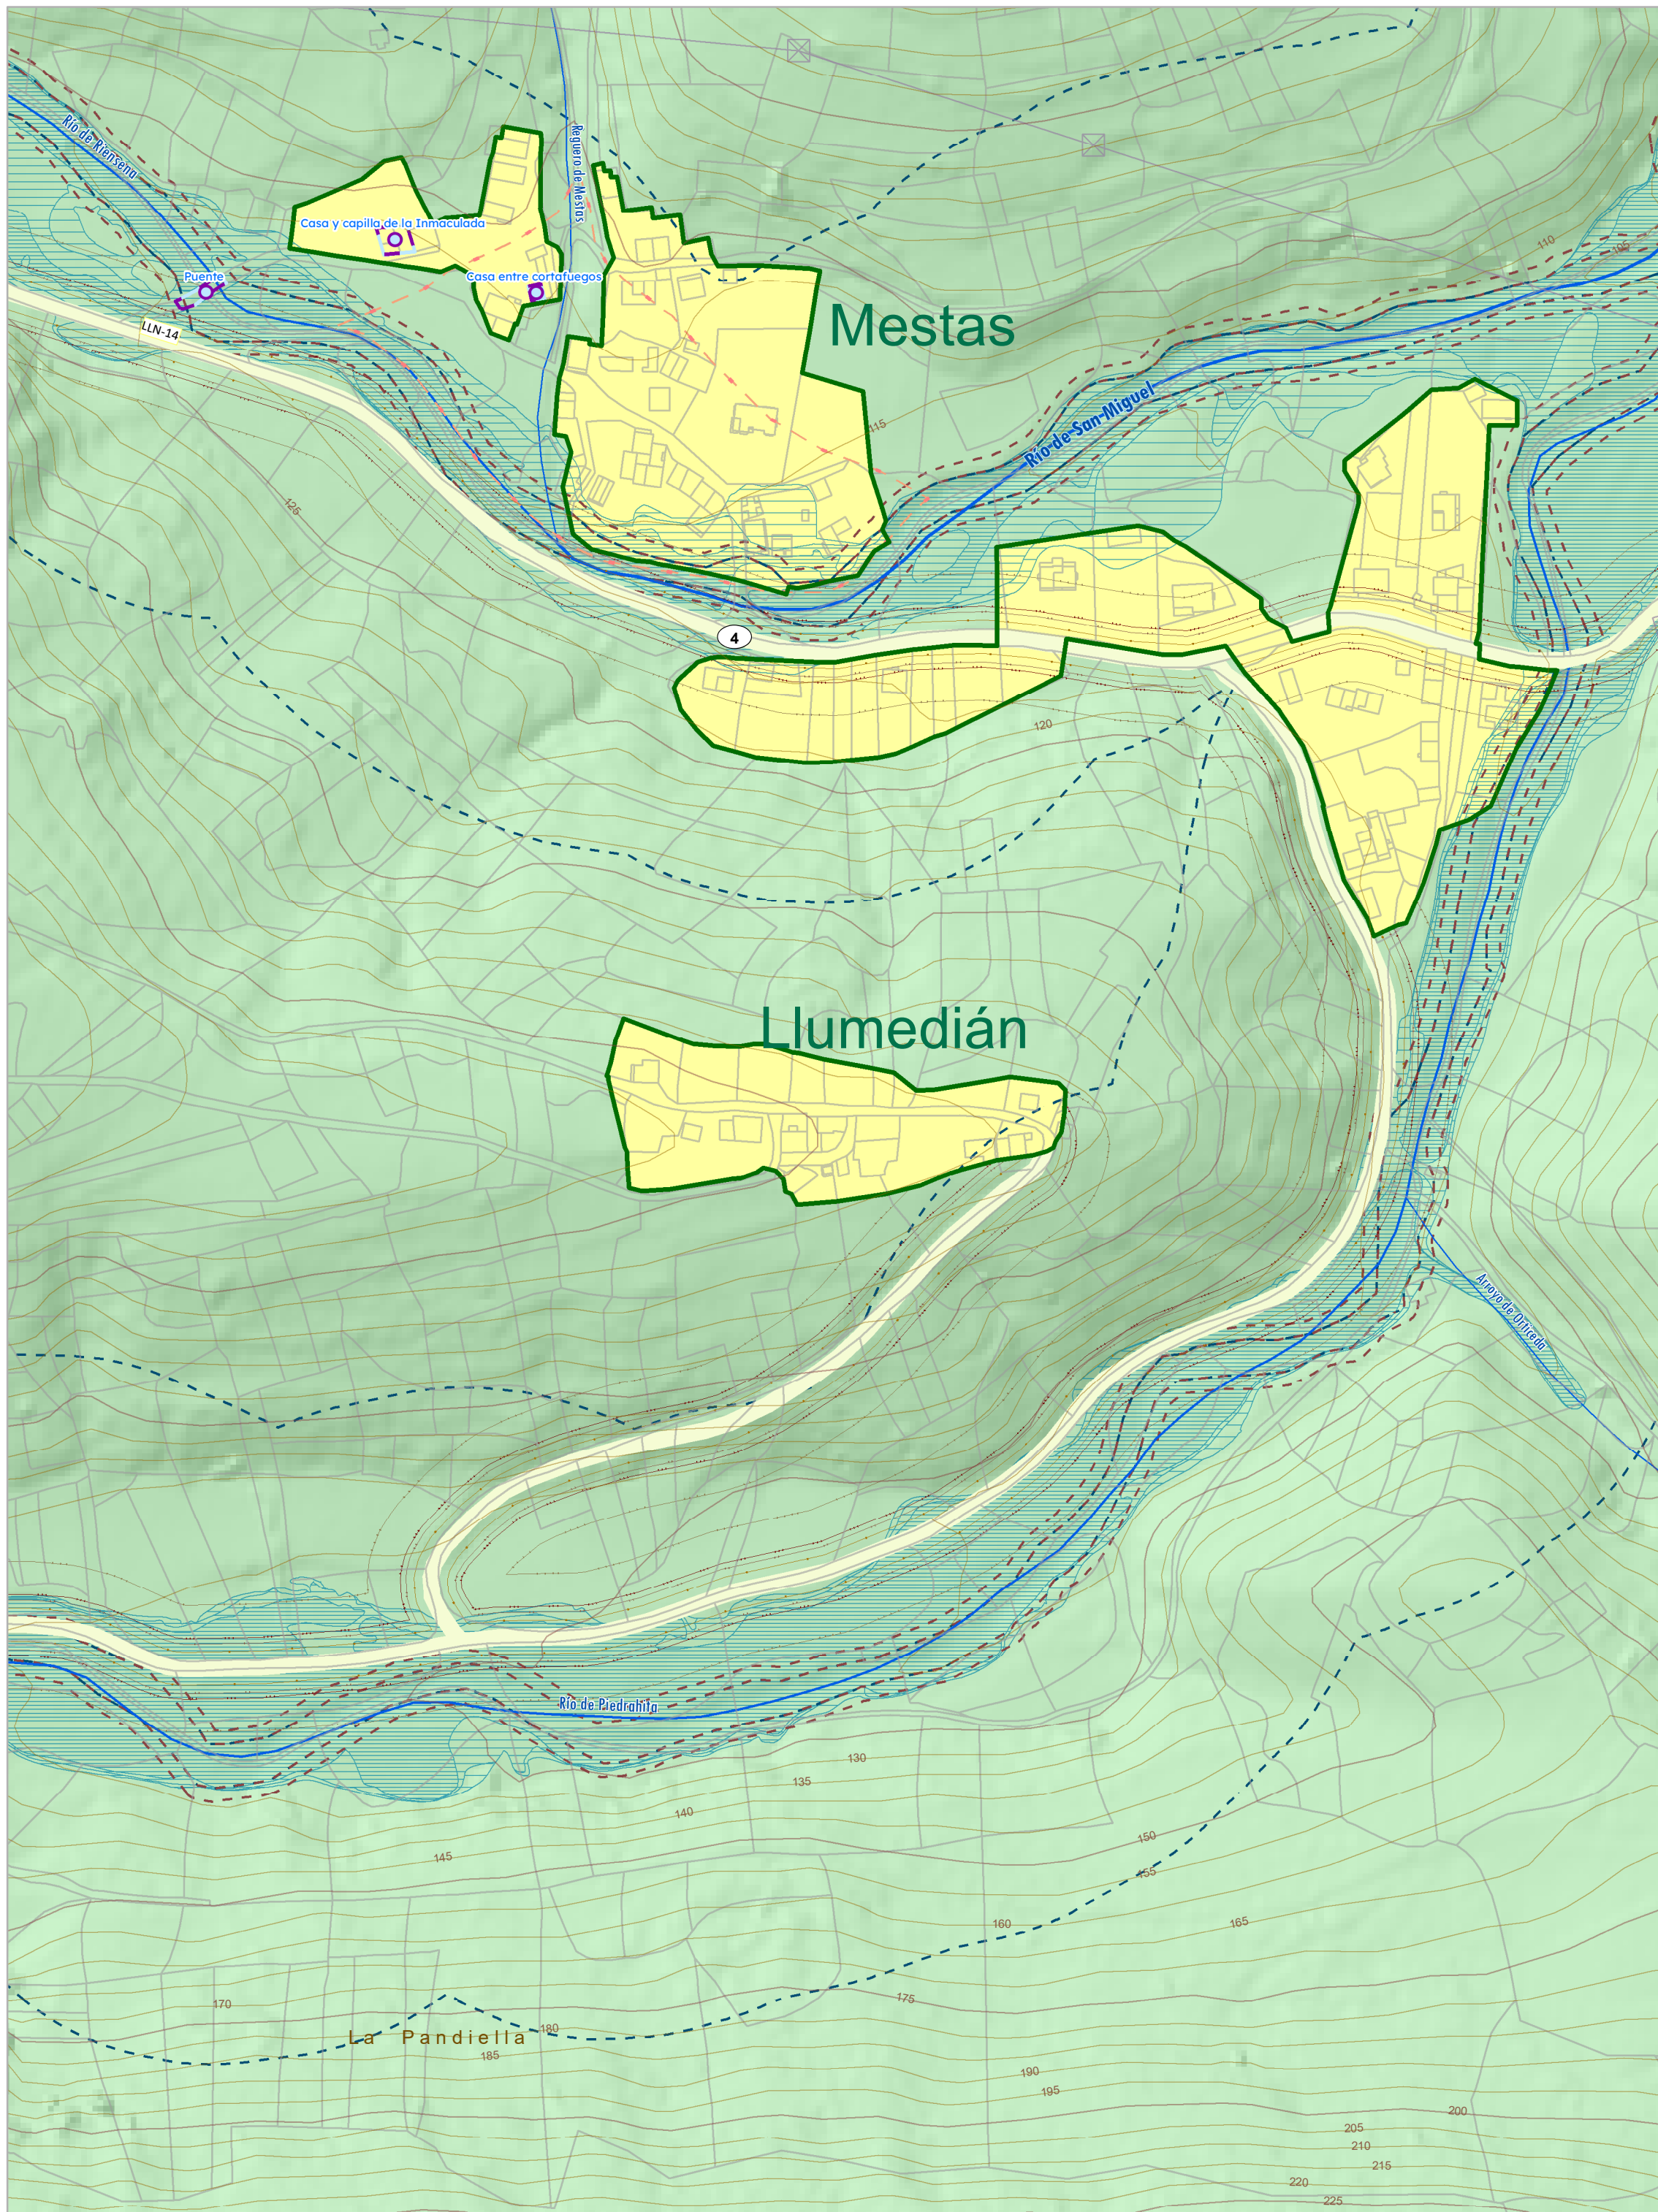 Río de Riensena
Reguero de Mestas
Casa y capilla de la Inmaculada
Puente
Casa entre cortafuegos
LLN-14
Mestas
110
105
115
Río de San Miguel
125
4
120
Llumedián
Arroyo de Orticeda
Río de Piedrahita
130
135
140
145
150
155
160
165
170
175
La Pandiella
180
185
190
195
200
205
210
215
220
225